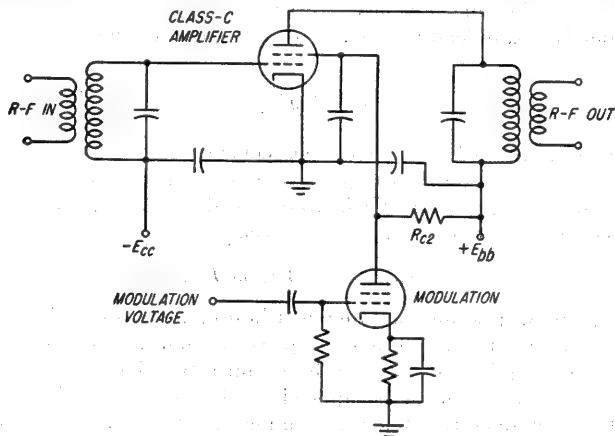 CLASS-C
AMPLIFIER
R-F IN
R-F OUT
-Ecc
Rc2
+Ebb
MODULATION
VOLTAGE
MODULATION